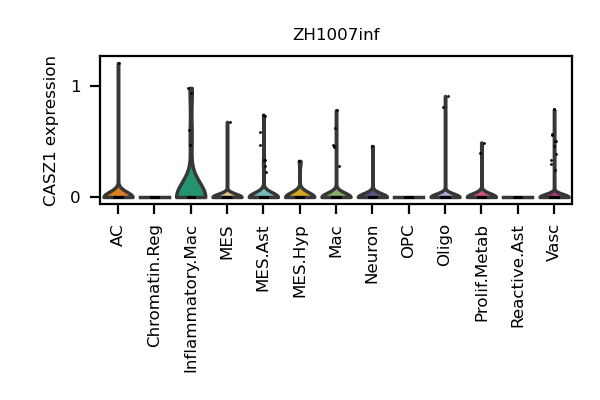 ZH1007inf
CASZ1 expression
1
0
AC
Chromatin.Reg
Inflammatory.Mac
MES
MES.Ast
MES.Hyp
Mac
Neuron
OPC
Oligo
Prolif.Metab
Reactive.Ast
Vasc